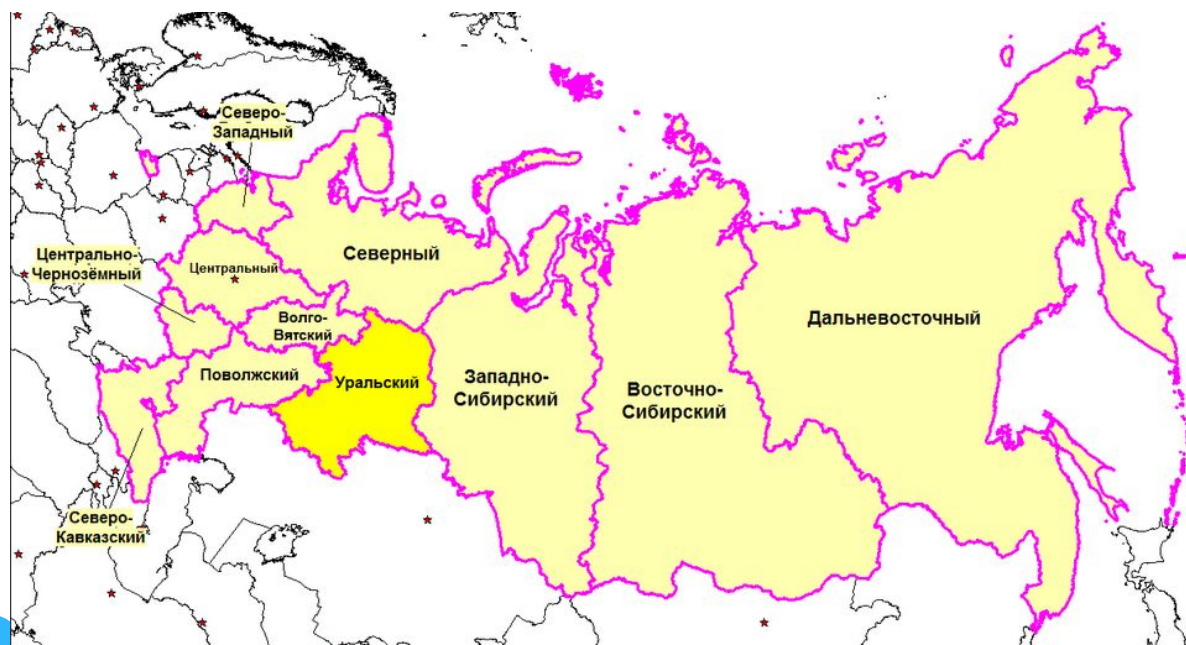 Северо-
Западный
Центрально-
Чернозёмный
Центральный
Северный
Волго-
Вятский
Дальневосточный
Поволжский
Уральский
Западно-
Сибирский
Восточно-
Сибирский
Северо-
Кавказский